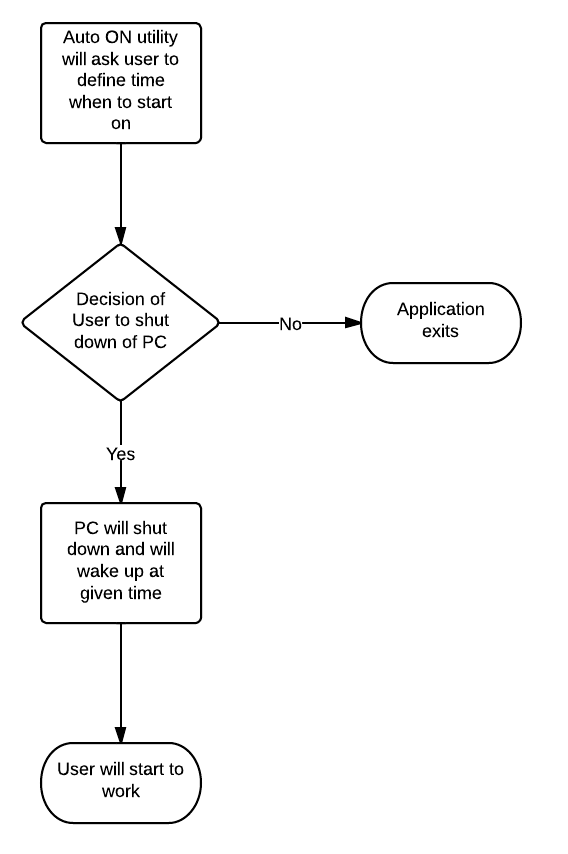 Auto ON utility
will ask user to
define time
when to start
on
Decision of
User to shut
down of PC
No
Application
exits
Yes
PC will shut
down and will
wake up at
given time
User will start to
work